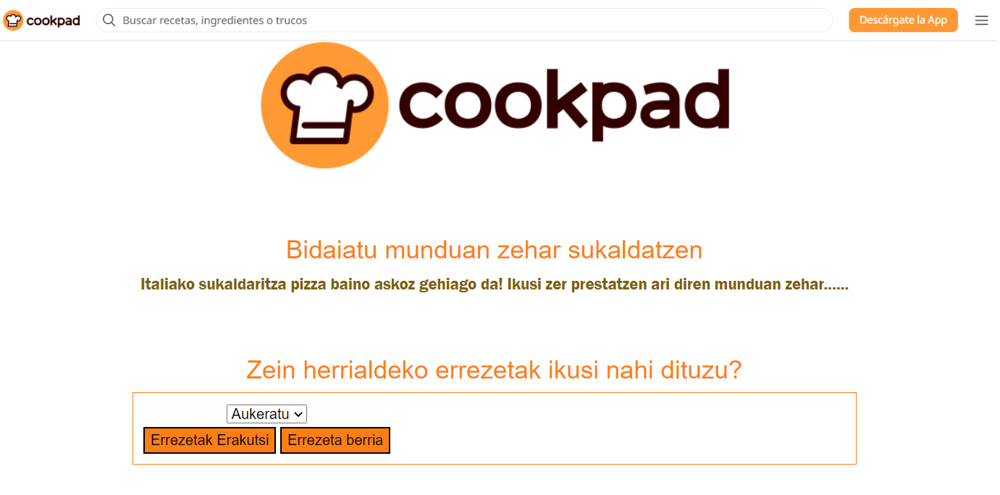 cookpad
Buscar recetas, ingredientes o trucos
Descárgate la App
cookpad
Bidaiatu munduan zehar sukaldatzen
Italiako sukaldaritza pizza baino askoz gehiago da! Ikusi zer prestatzen ari diren munduan zehar......
Zein herrialdeko errezetak ikusi nahi dituzu?
Aukeratu
Errezetak Erakutsi Errezeta berria